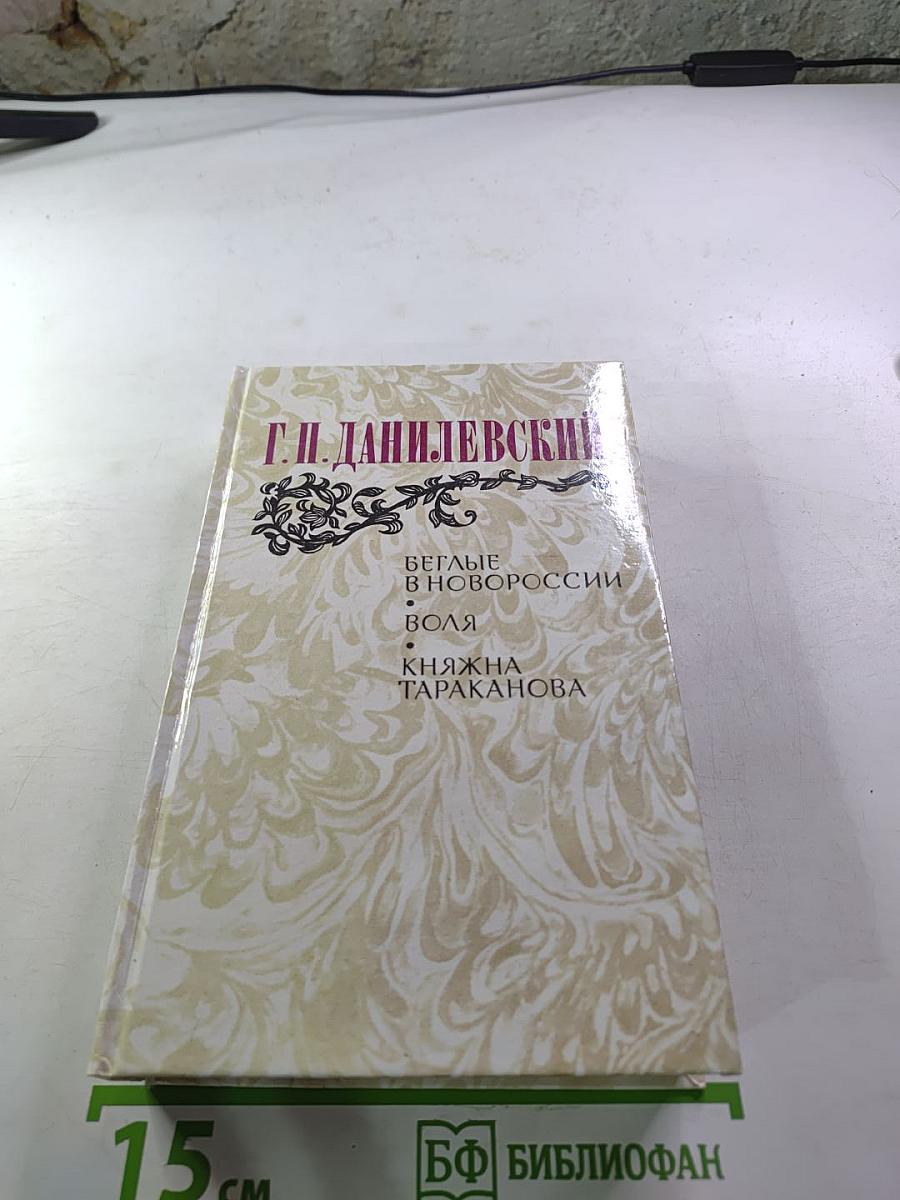 Г.П.ДАНИЛЕВСКИЙ
БЕГЛЫЕ
В НОВОРОССИИ
•
ВОЛЯ
•
КНЯЖНА
ТАРАКАНОВА
15 см
БФ БИБЛИОФАН